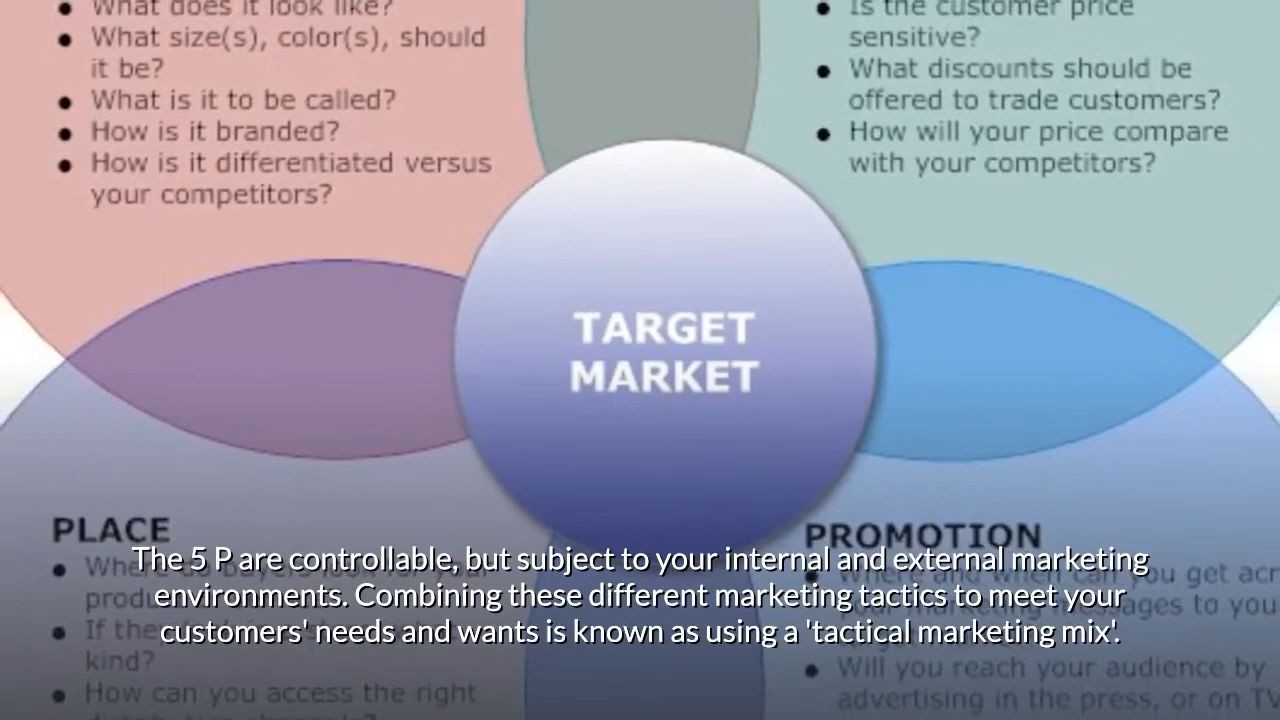 What does it look like?
What size(s), color(s), should
it be?
What is it to be called?
How is it branded?
How is it differentiated versus
your competitors?
Is the customer price
sensitive?
What discounts should be
offered to trade customers?
How will your price compare
with your competitors?
TARGET
MARKET
PLACE
kind?
How can you access the right
PROMOTION
Will you reach your audience by
advertising in the press, or on TV
The 5 P are controllable, but subject to your internal and external marketing
environments. Combining these different marketing tactics to meet your
customers' needs and wants is known as using a 'tactical marketing mix'.